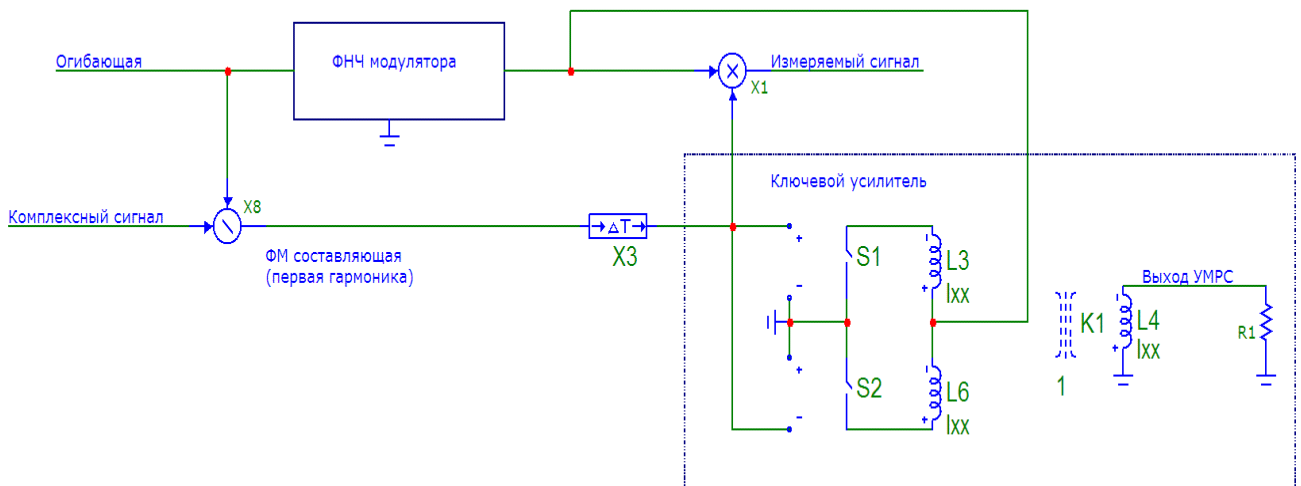 Огибающая
ФНЧ модулятора
Измеряемый сигнал
X1
Ключевой усилитель
Комплексный сигнал
X8
ФМ составляющая
(первая гармоника)
ΔT
X3
+
-
+
-
S1
S2
L3
+
Ixx
L6
+
Ixx
K1
1
Выход УМРС
L4
+
Ixx
R1